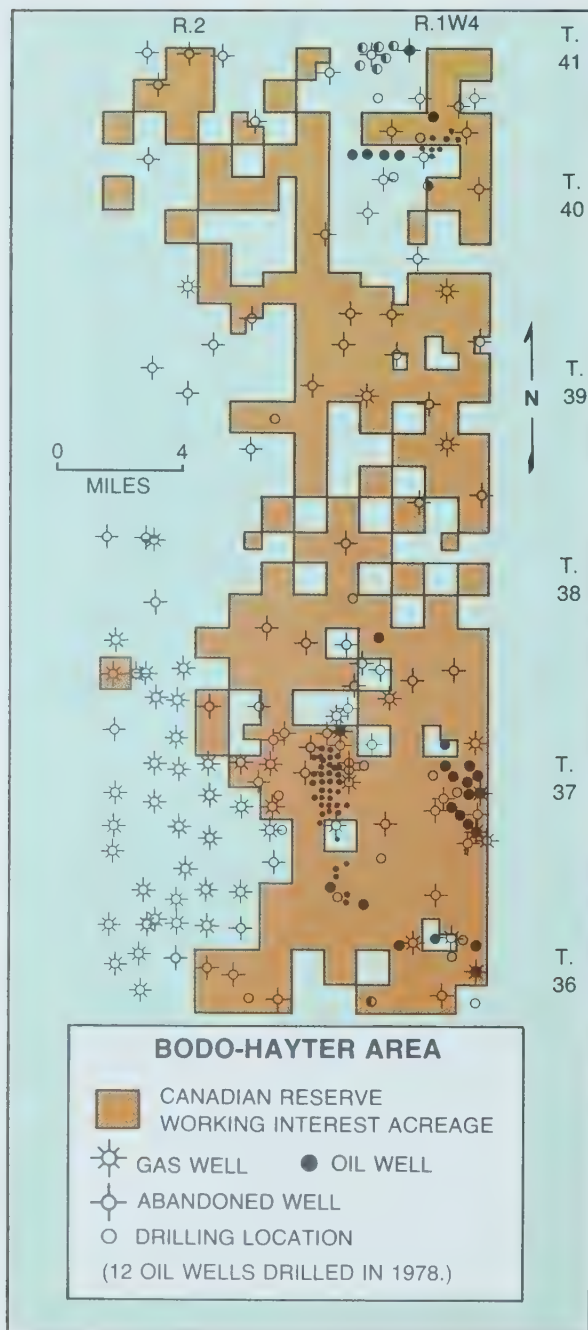 R.2 R.1W4
T.
41
T.
40
T.
39
N
0 4
MILES
T.
38
T.
37
T.
36
BODO-HAYTER AREA
CANADIAN RESERVE
WORKING INTEREST ACREAGE
GAS WELL OIL WELL
ABANDONED WELL
DRILLING LOCATION
(12 OIL WELLS DRILLED IN 1978.)